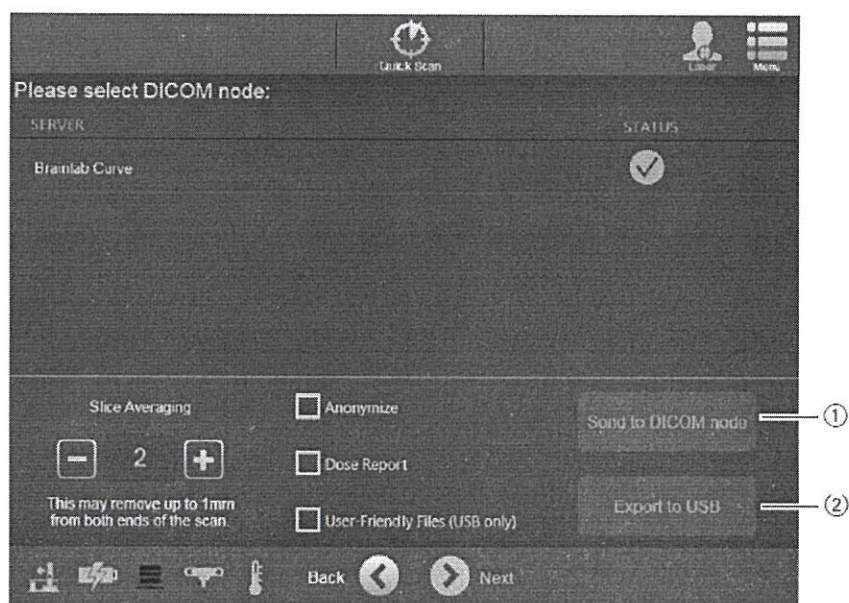 Quick Scan
Laser
Menu
Please select DICOM node:
SERVER
STATUS
Brainlab Curve
Slice Averaging
2
This may remove up to 1mm
from both ends of the scan.
Anonymize
Dose Report
User-Friendly Files (USB only)
Send to DICOM node
①
Export to USB
②
Back
Next